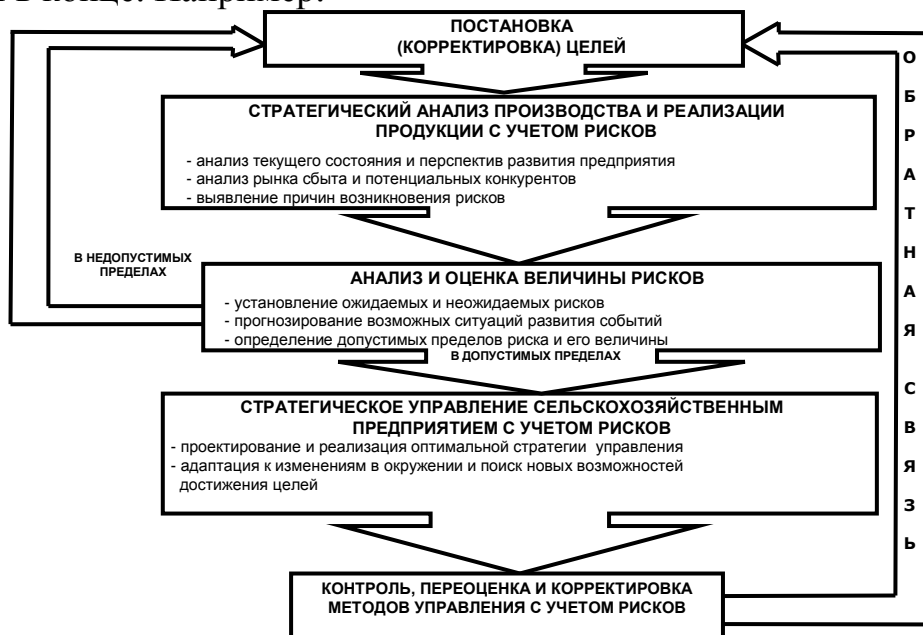 в конце. Например:
ПОСТАНОВКА
(КОРРЕКТИРОВКА) ЦЕЛЕЙ
СТРАТЕГИЧЕСКИЙ АНАЛИЗ ПРОИЗВОДСТВА И РЕАЛИЗАЦИИ
ПРОДУКЦИИ С УЧЕТОМ РИСКОВ
- анализ текущего состояния и перспектив развития предприятия
- анализ рынка сбыта и потенциальных конкурентов
- выявление причин возникновения рисков
В НЕДОПУСТИМЫХ
ПРЕДЕЛАХ
АНАЛИЗ И ОЦЕНКА ВЕЛИЧИНЫ РИСКОВ
- установление ожидаемых и неожидаемых рисков
- прогнозирование возможных ситуаций развития событий
- определение допустимых пределов риска и его величины
В ДОПУСТИМЫХ ПРЕДЕЛАХ
СТРАТЕГИЧЕСКОЕ УПРАВЛЕНИЕ СЕЛЬСКОХОЗЯЙСТВЕННЫМ
ПРЕДПРИЯТИЕМ С УЧЕТОМ РИСКОВ
- проектирование и реализация оптимальной стратегии управления
- адаптация к изменениям в окружении и поиск новых возможностей
достижения целей
КОНТРОЛЬ, ПЕРЕОЦЕНКА И КОРРЕКТИРОВКА
МЕТОДОВ УПРАВЛЕНИЯ С УЧЕТОМ РИСКОВ
ОБРАТНАЯ СВЯЗЬ